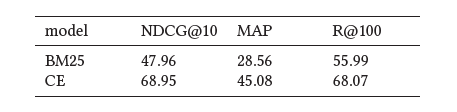 model NDCG@10 MAP R@100
BM25 47.96 28.56 55.99
CE 68.95 45.08 68.07